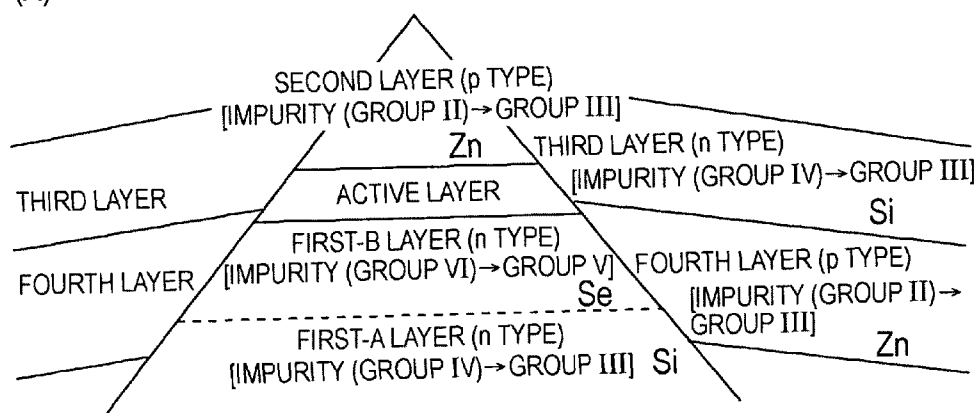 SECOND LAYER (p TYPE)
[IMPURITY (GROUP II)→GROUP III]
Zn
THIRD LAYER (n TYPE)
[IMPURITY (GROUP IV)→GROUP III]
Si
THIRD LAYER
ACTIVE LAYER
FIRST-B LAYER (n TYPE)
[IMPURITY (GROUP VI)→GROUP V]
Se
FOURTH LAYER
FOURTH LAYER (p TYPE)
[IMPURITY (GROUP II)→
GROUP III]
Zn
FIRST-A LAYER (n TYPE)
[IMPURITY (GROUP IV)→GROUP III] Si